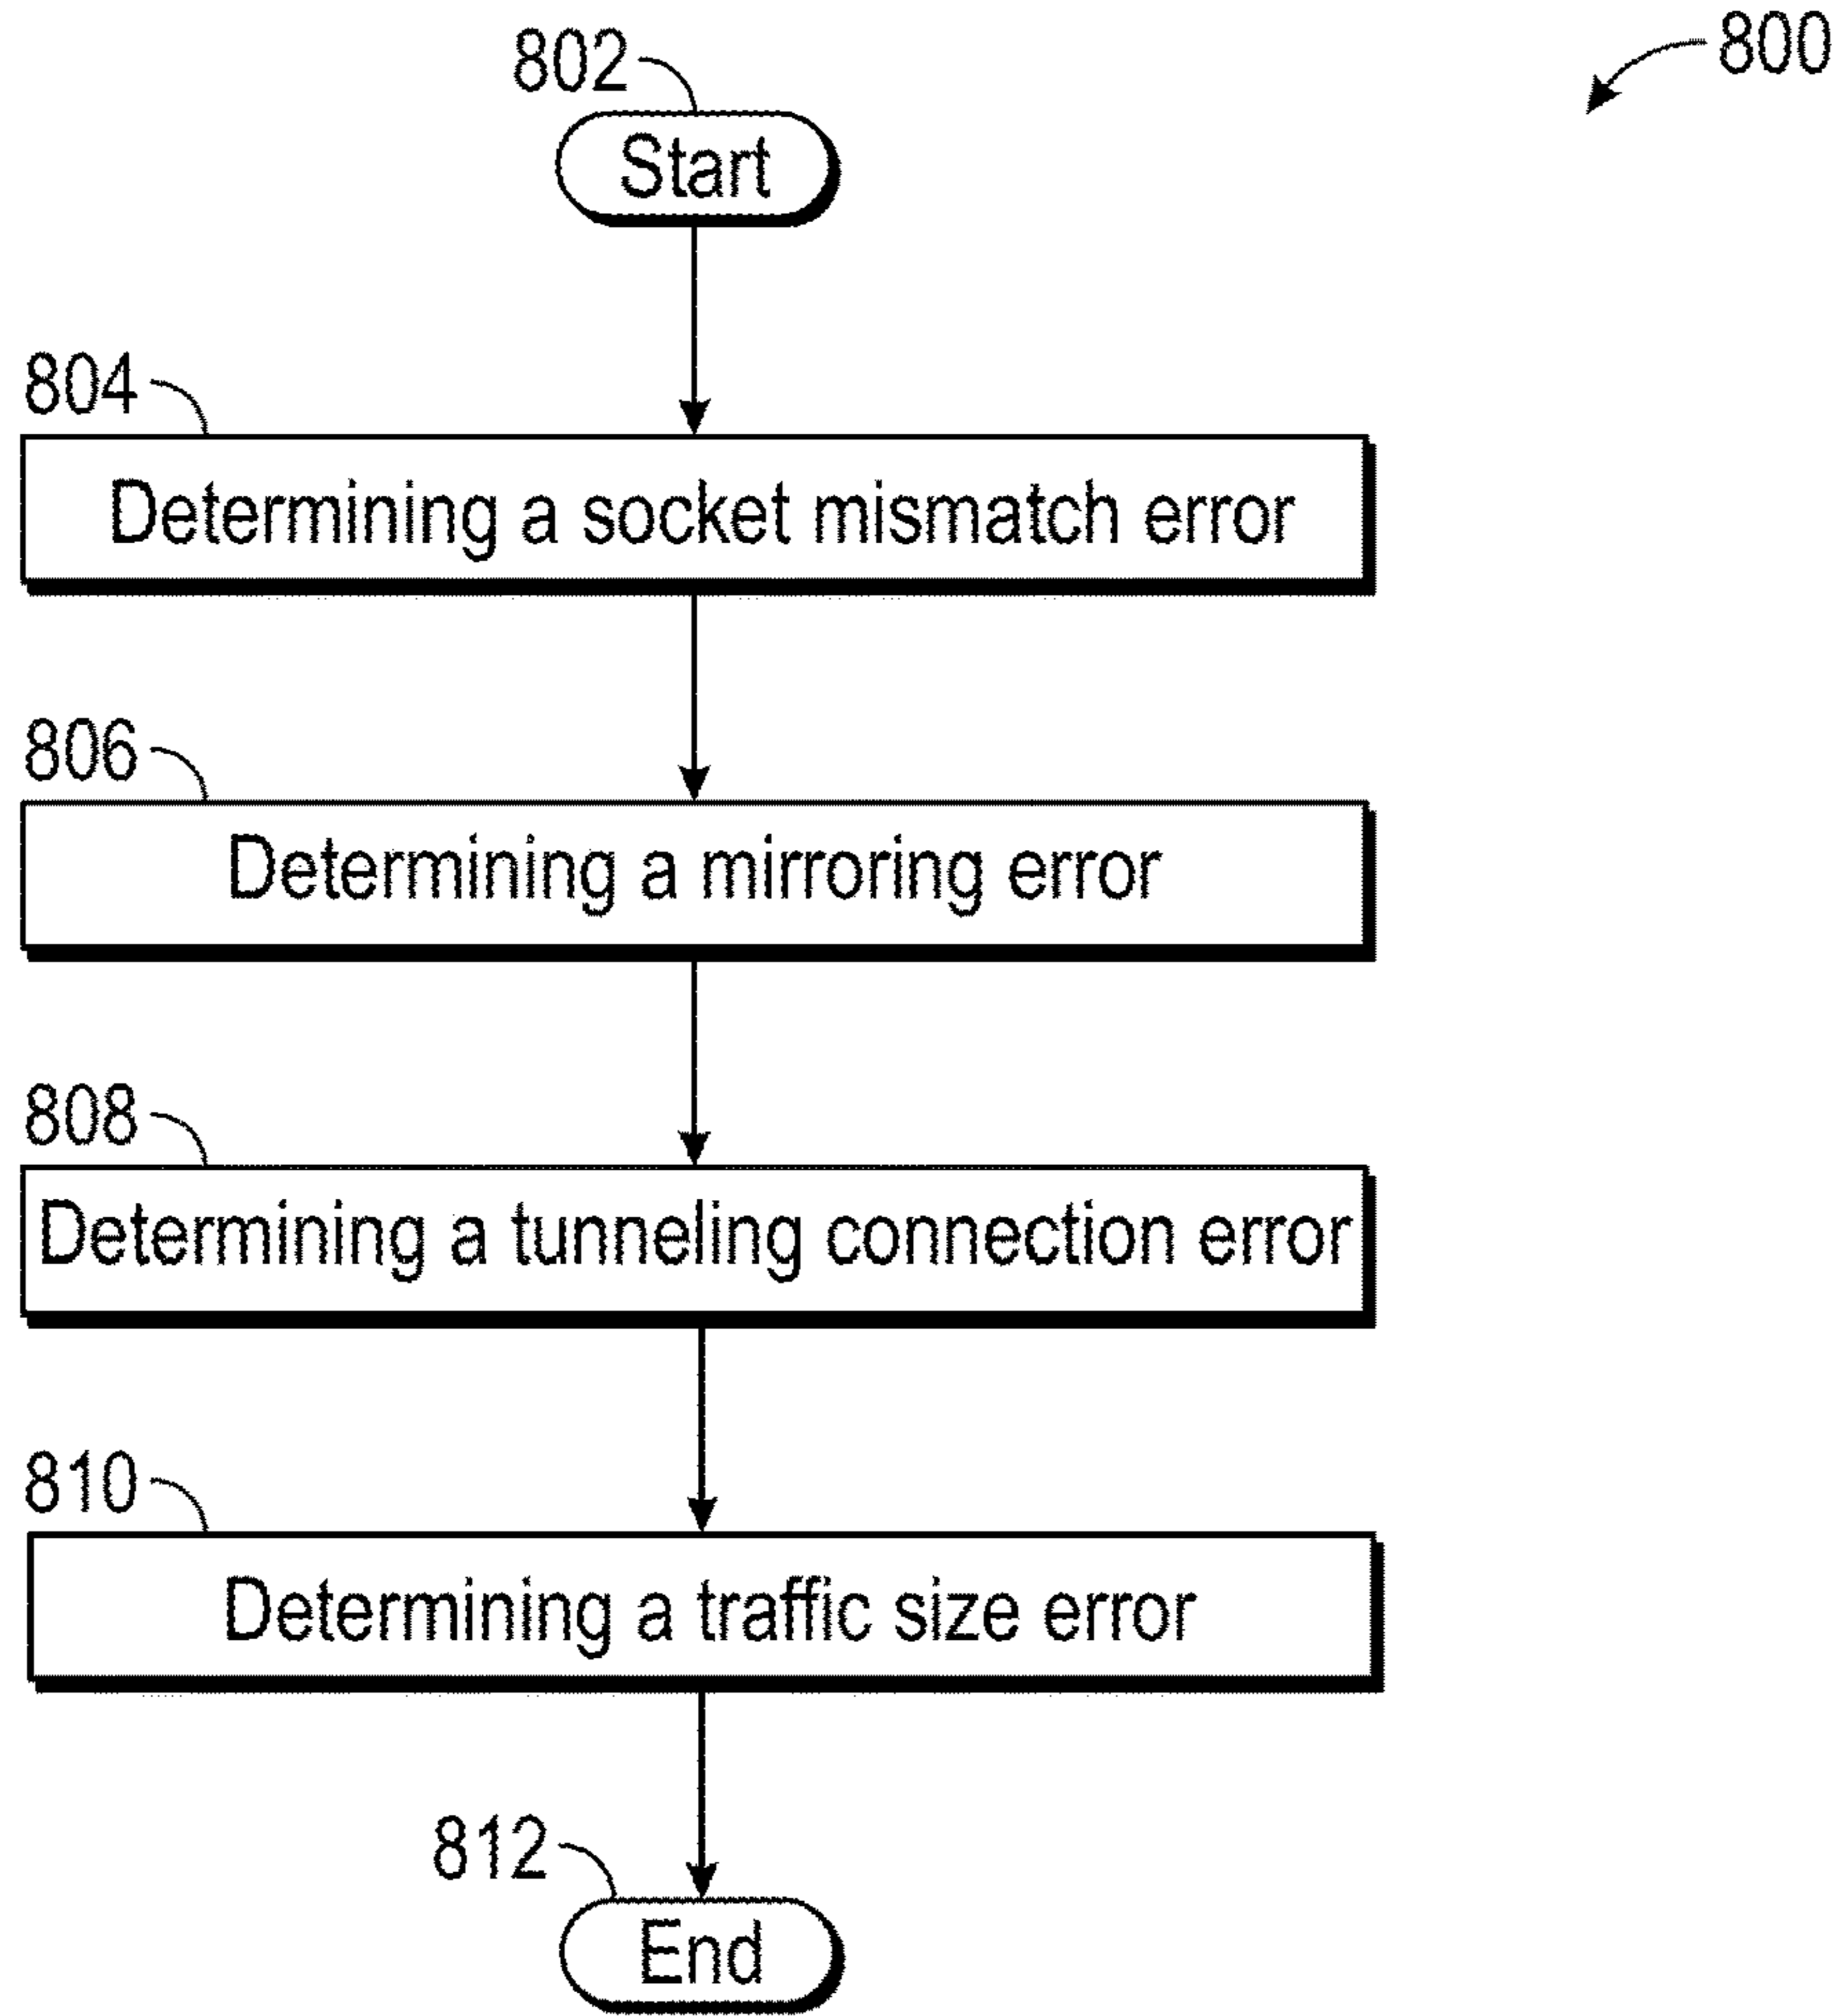 800
802
Start
804
Determining a socket mismatch error
806
Determining a mirroring error
808
Determining a tunneling connection error
810
Determining a traffic size error
812
End